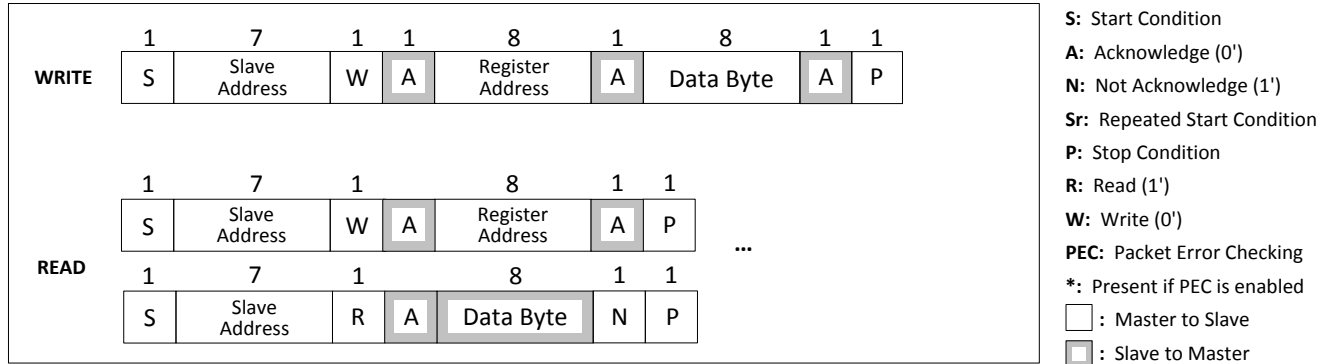 1 7 1 1 8 1 8 1 1
WRITE S Slave Address W A Register Address A Data Byte A P
1 7 1 8 1 1
S Slave Address W A Register Address A P ...
READ
1 7 1 8 1 1
S Slave Address R A Data Byte N P
S: Start Condition
A: Acknowledge (0')
N: Not Acknowledge (1')
Sr: Repeated Start Condition
P: Stop Condition
R: Read (1')
W: Write (0')
PEC: Packet Error Checking
*: Present if PEC is enabled
: Master to Slave
: Slave to Master